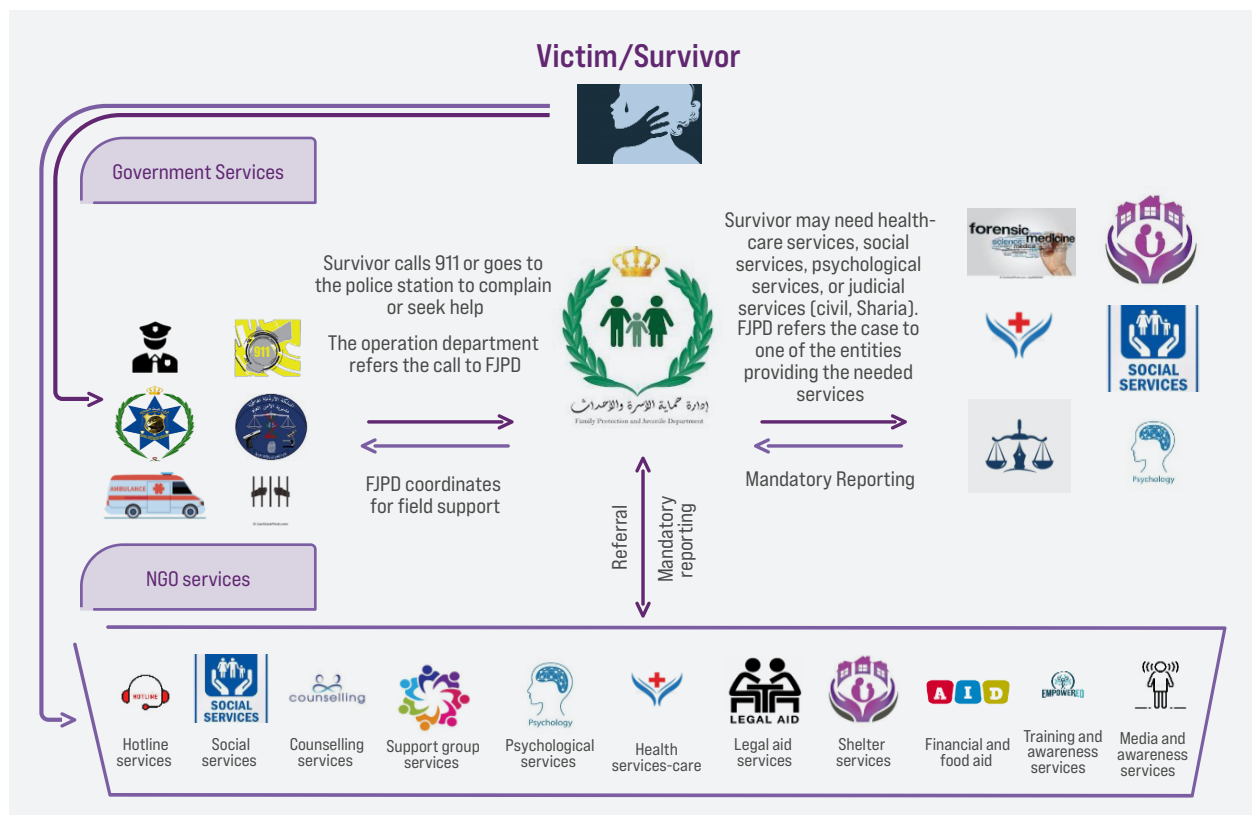 Victim/Survivor
Government Services
Survivor calls 911 or goes to
the police station to complain
or seek help
The operation department
refers the call to FJPD
911
AMBULANCE
FJPD coordinates
for field support
إدارة حماية الأسرة والأحداث
Family Protection and Juvenile Department
Survivor may need health-
care services, social
services, psychological
services, or judicial
services (civil, Sharia).
FJPD refers the case to
one of the entities
providing the needed
services
Mandatory Reporting
forensic
science medicine
SOCIAL
SERVICES
Psychology
Referral
Mandatory
reporting
NGO services
HOTLINE
Hotline
services
SOCIAL
SERVICES
Social
services
counselling
Counselling
services
Support group
services
Psychology
Psychological
services
Health
services-care
LEGAL AID
Legal aid
services
Shelter
services
AID
Financial and
food aid
EMPOWERED
Training and
awareness
services
Media and
awareness
services